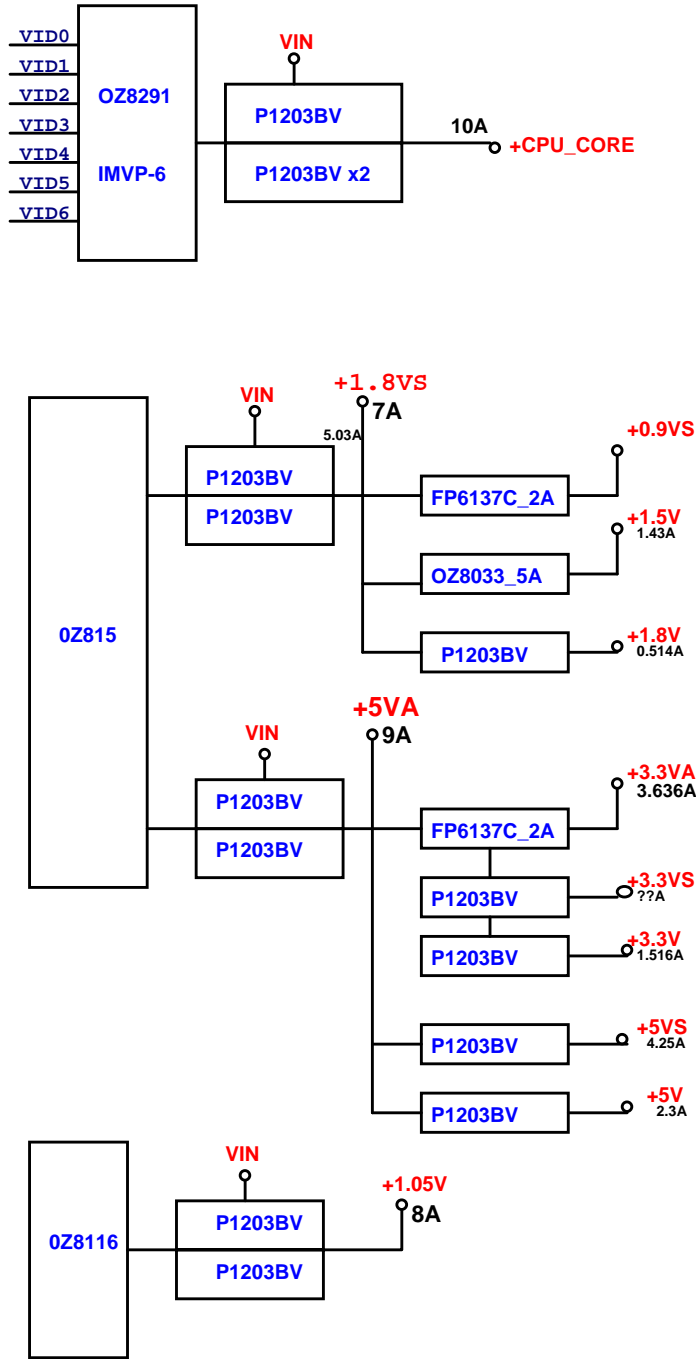 VID0
VID1
VID2
VID3
VID4
VID5
VID6
OZ8291
IMVP-6
VIN
P1203BV
P1203BV x2
10A
+CPU_CORE
0Z815
VIN
P1203BV
P1203BV
5.03A
+1.8VS
7A
FP6137C_2A
+0.9VS
OZ8033_5A
+1.5V
1.43A
P1203BV
+1.8V
0.514A
VIN
P1203BV
P1203BV
+5VA
9A
FP6137C_2A
+3.3VA
3.636A
P1203BV
+3.3VS
??A
P1203BV
+3.3V
1.516A
P1203BV
+5VS
4.25A
P1203BV
+5V
2.3A
0Z8116
VIN
P1203BV
P1203BV
+1.05V
8A